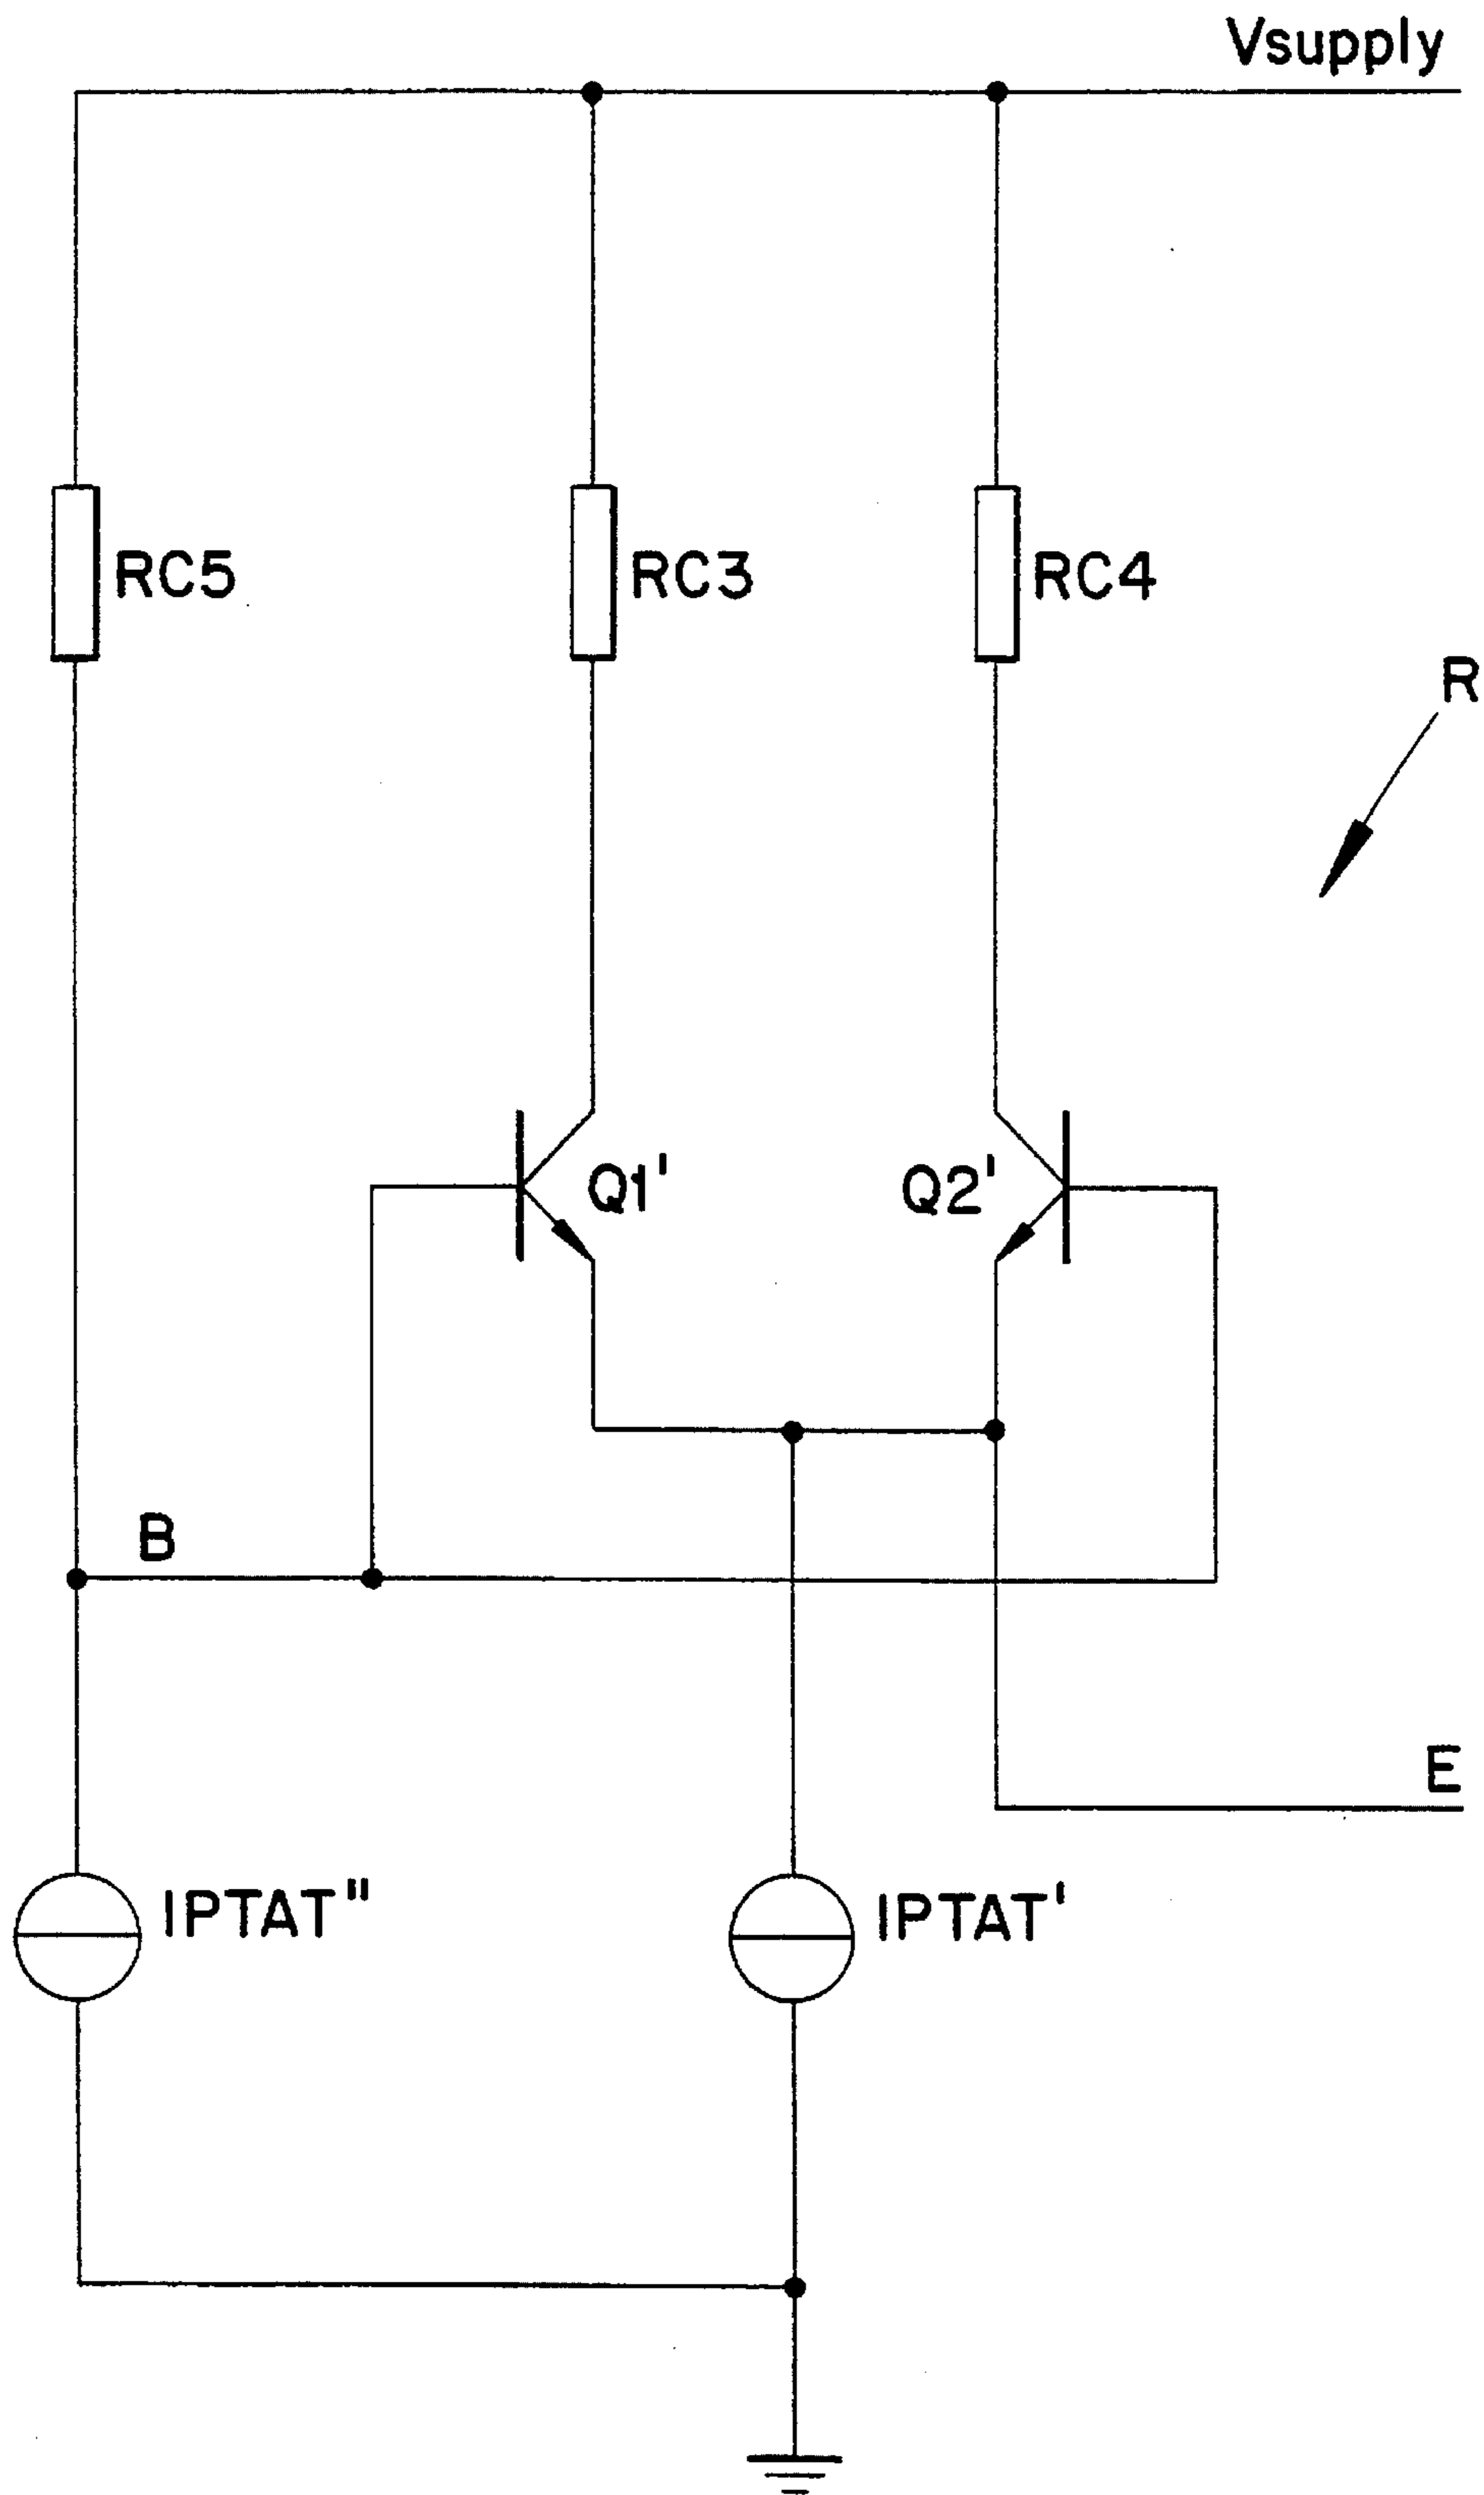 Vsupply
RC5
RC3
RC4
R
Q1'
Q2'
B
E
IPTAT"
IPTAT'